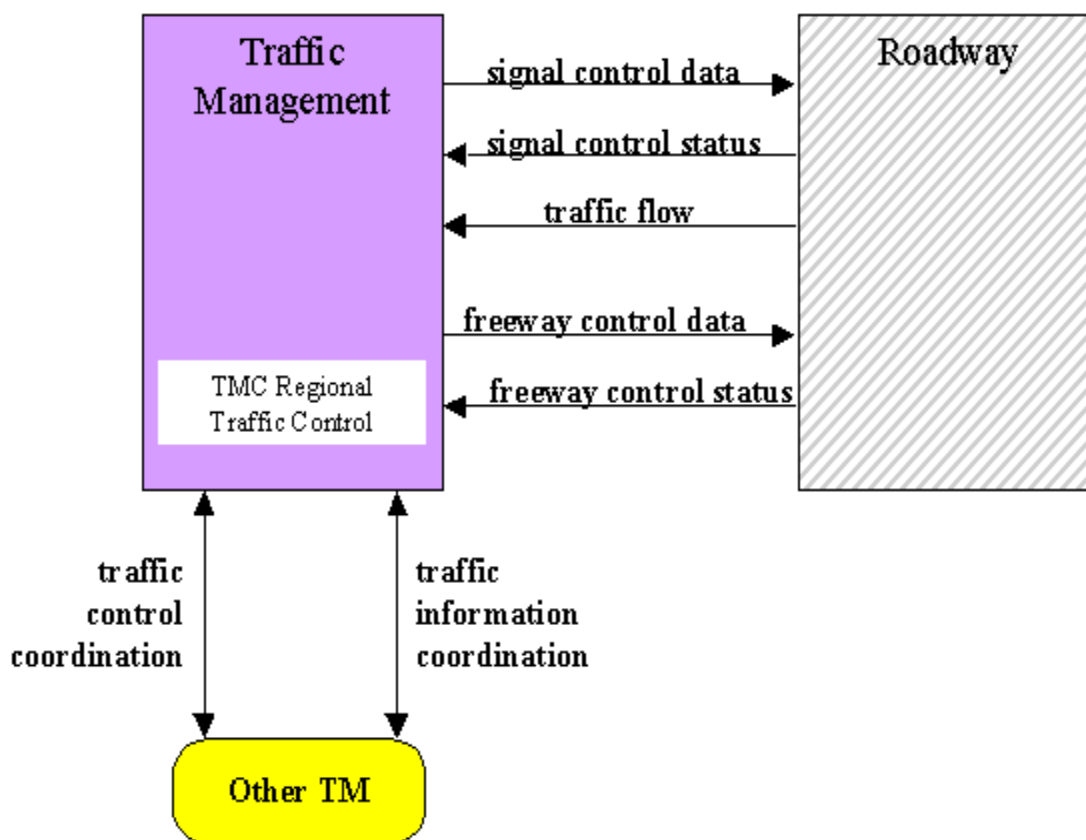 Traffic
Management
Roadway
signal control data
signal control status
traffic flow
freeway control data
freeway control status
TMC Regional
Traffic Control
traffic
control
coordination
traffic
information
coordination
Other TM